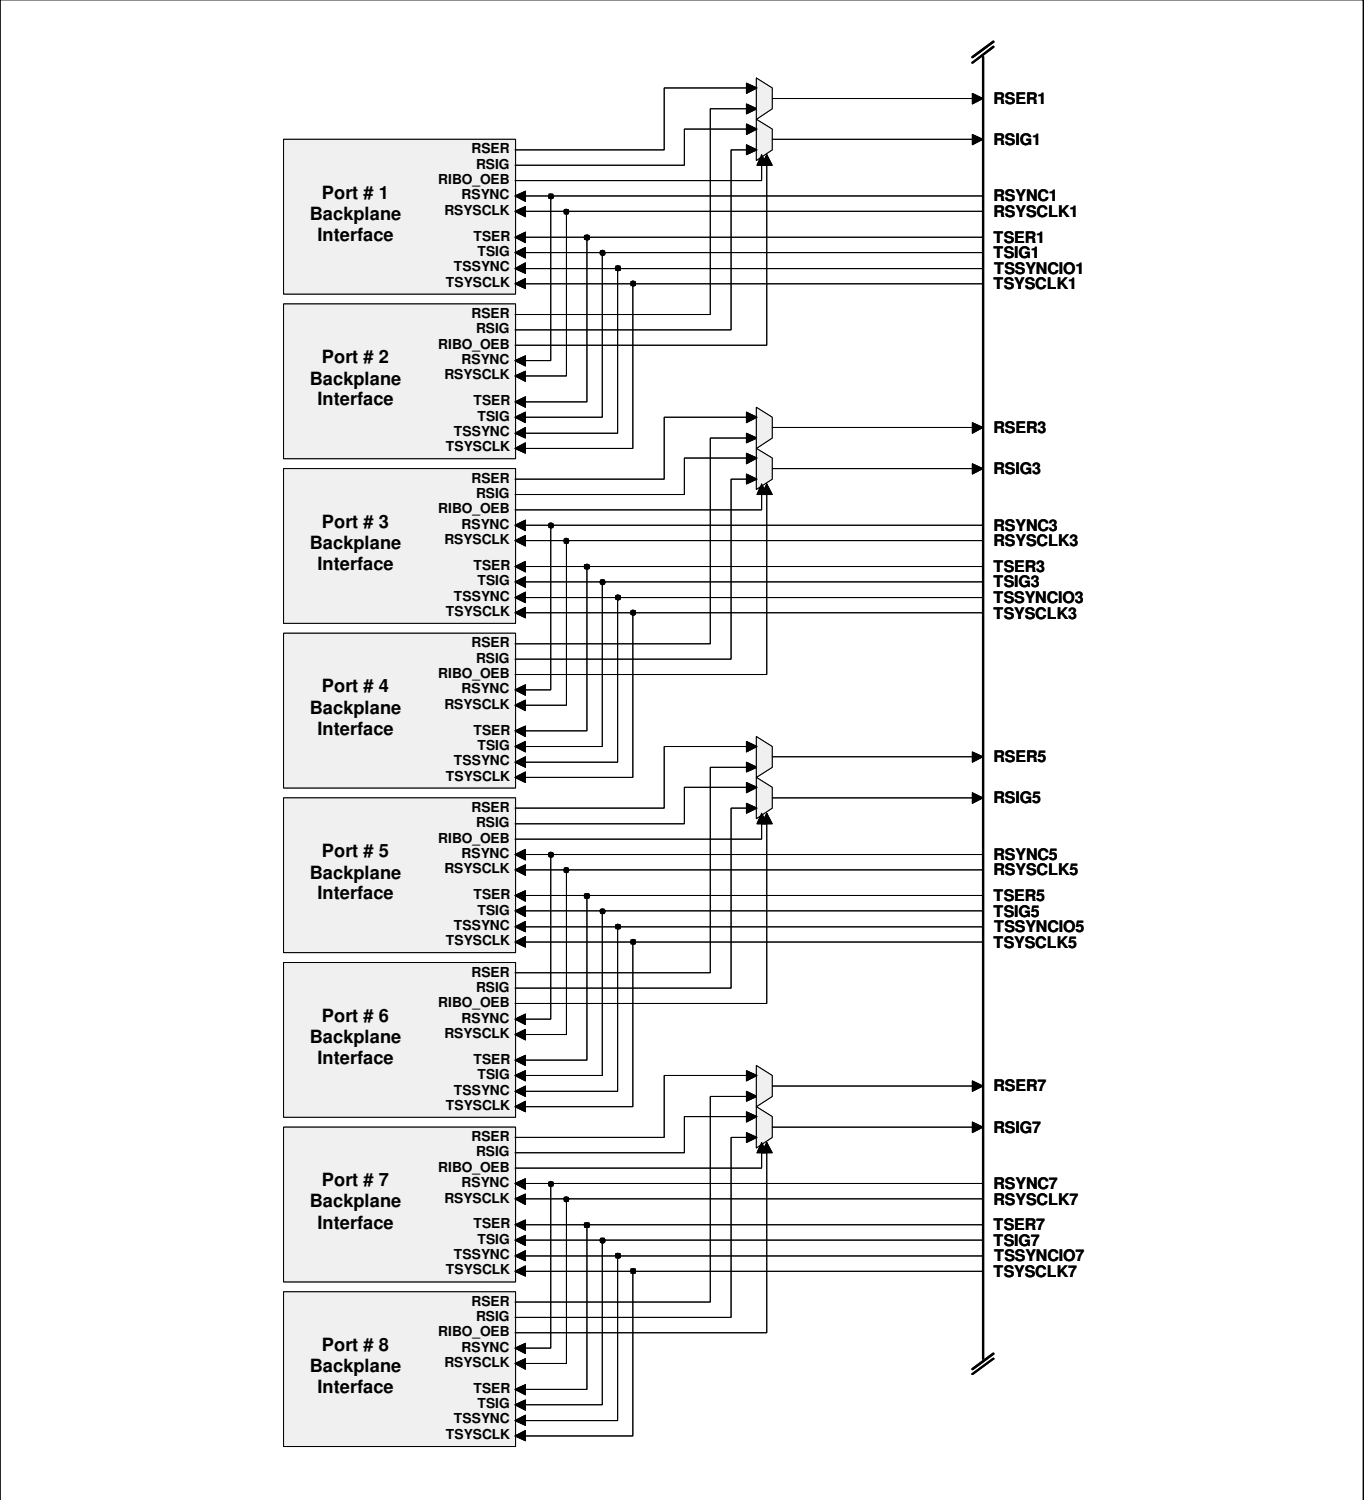 RSER1
RSIG1
RSER
RSIG
RIBO_OEB
RSYNC
RSYSCLK
TSER
TSIG
TSSYNC
TSYSCLK
Port # 1
Backplane
Interface
RSYNC1
RSYSCLK1
TSER1
TSIG1
TSSYNCIO1
TSYSCLK1
RSER
RSIG
RIBO_OEB
RSYNC
RSYSCLK
TSER
TSIG
TSSYNC
TSYSCLK
Port # 2
Backplane
Interface
RSER3
RSIG3
RSER
RSIG
RIBO_OEB
RSYNC
RSYSCLK
TSER
TSIG
TSSYNC
TSYSCLK
Port # 3
Backplane
Interface
RSYNC3
RSYSCLK3
TSER3
TSIG3
TSSYNCIO3
TSYSCLK3
RSER
RSIG
RIBO_OEB
RSYNC
RSYSCLK
TSER
TSIG
TSSYNC
TSYSCLK
Port # 4
Backplane
Interface
RSER5
RSIG5
RSER
RSIG
RIBO_OEB
RSYNC
RSYSCLK
TSER
TSIG
TSSYNC
TSYSCLK
Port # 5
Backplane
Interface
RSYNC5
RSYSCLK5
TSER5
TSIG5
TSSYNCIO5
TSYSCLK5
RSER
RSIG
RIBO_OEB
RSYNC
RSYSCLK
TSER
TSIG
TSSYNC
TSYSCLK
Port # 6
Backplane
Interface
RSER7
RSIG7
RSER
RSIG
RIBO_OEB
RSYNC
RSYSCLK
TSER
TSIG
TSSYNC
TSYSCLK
Port # 7
Backplane
Interface
RSYNC7
RSYSCLK7
TSER7
TSIG7
TSSYNCIO7
TSYSCLK7
RSER
RSIG
RIBO_OEB
RSYNC
RSYSCLK
TSER
TSIG
TSSYNC
TSYSCLK
Port # 8
Backplane
Interface